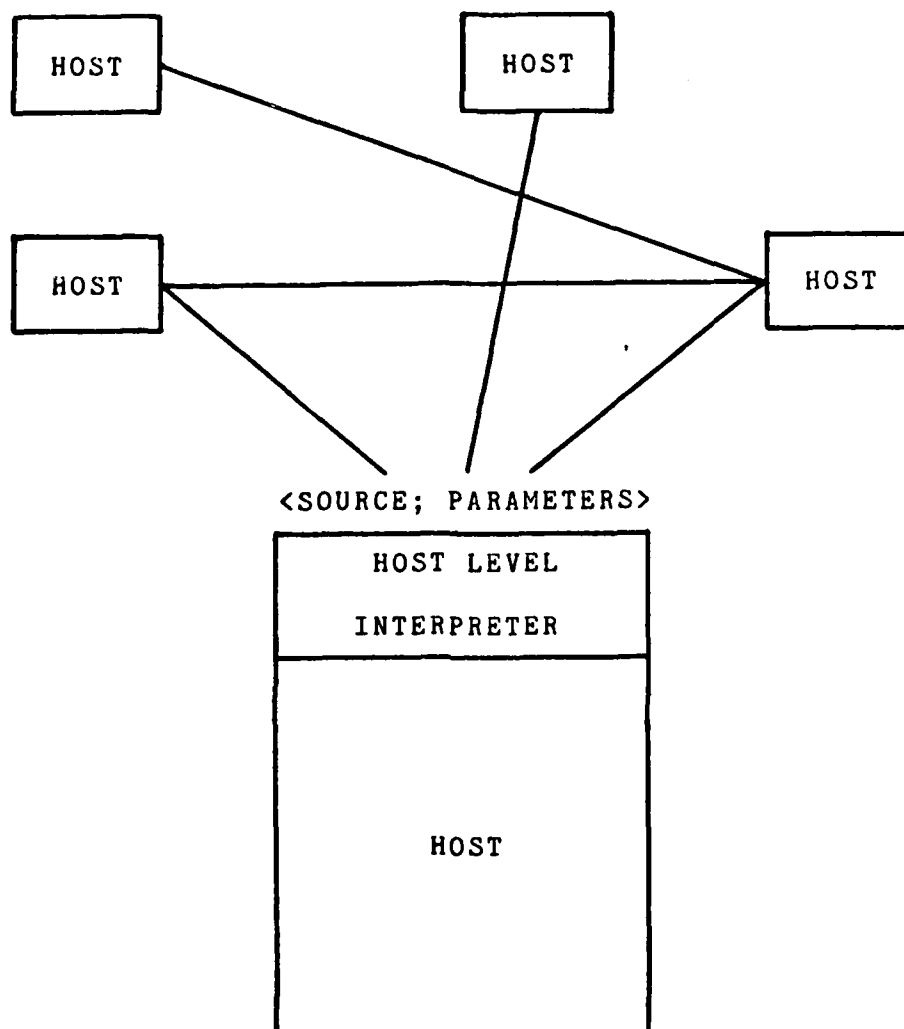 HOST
HOST
HOST
HOST
<SOURCE; PARAMETERS>
HOST LEVEL
INTERPRETER
HOST